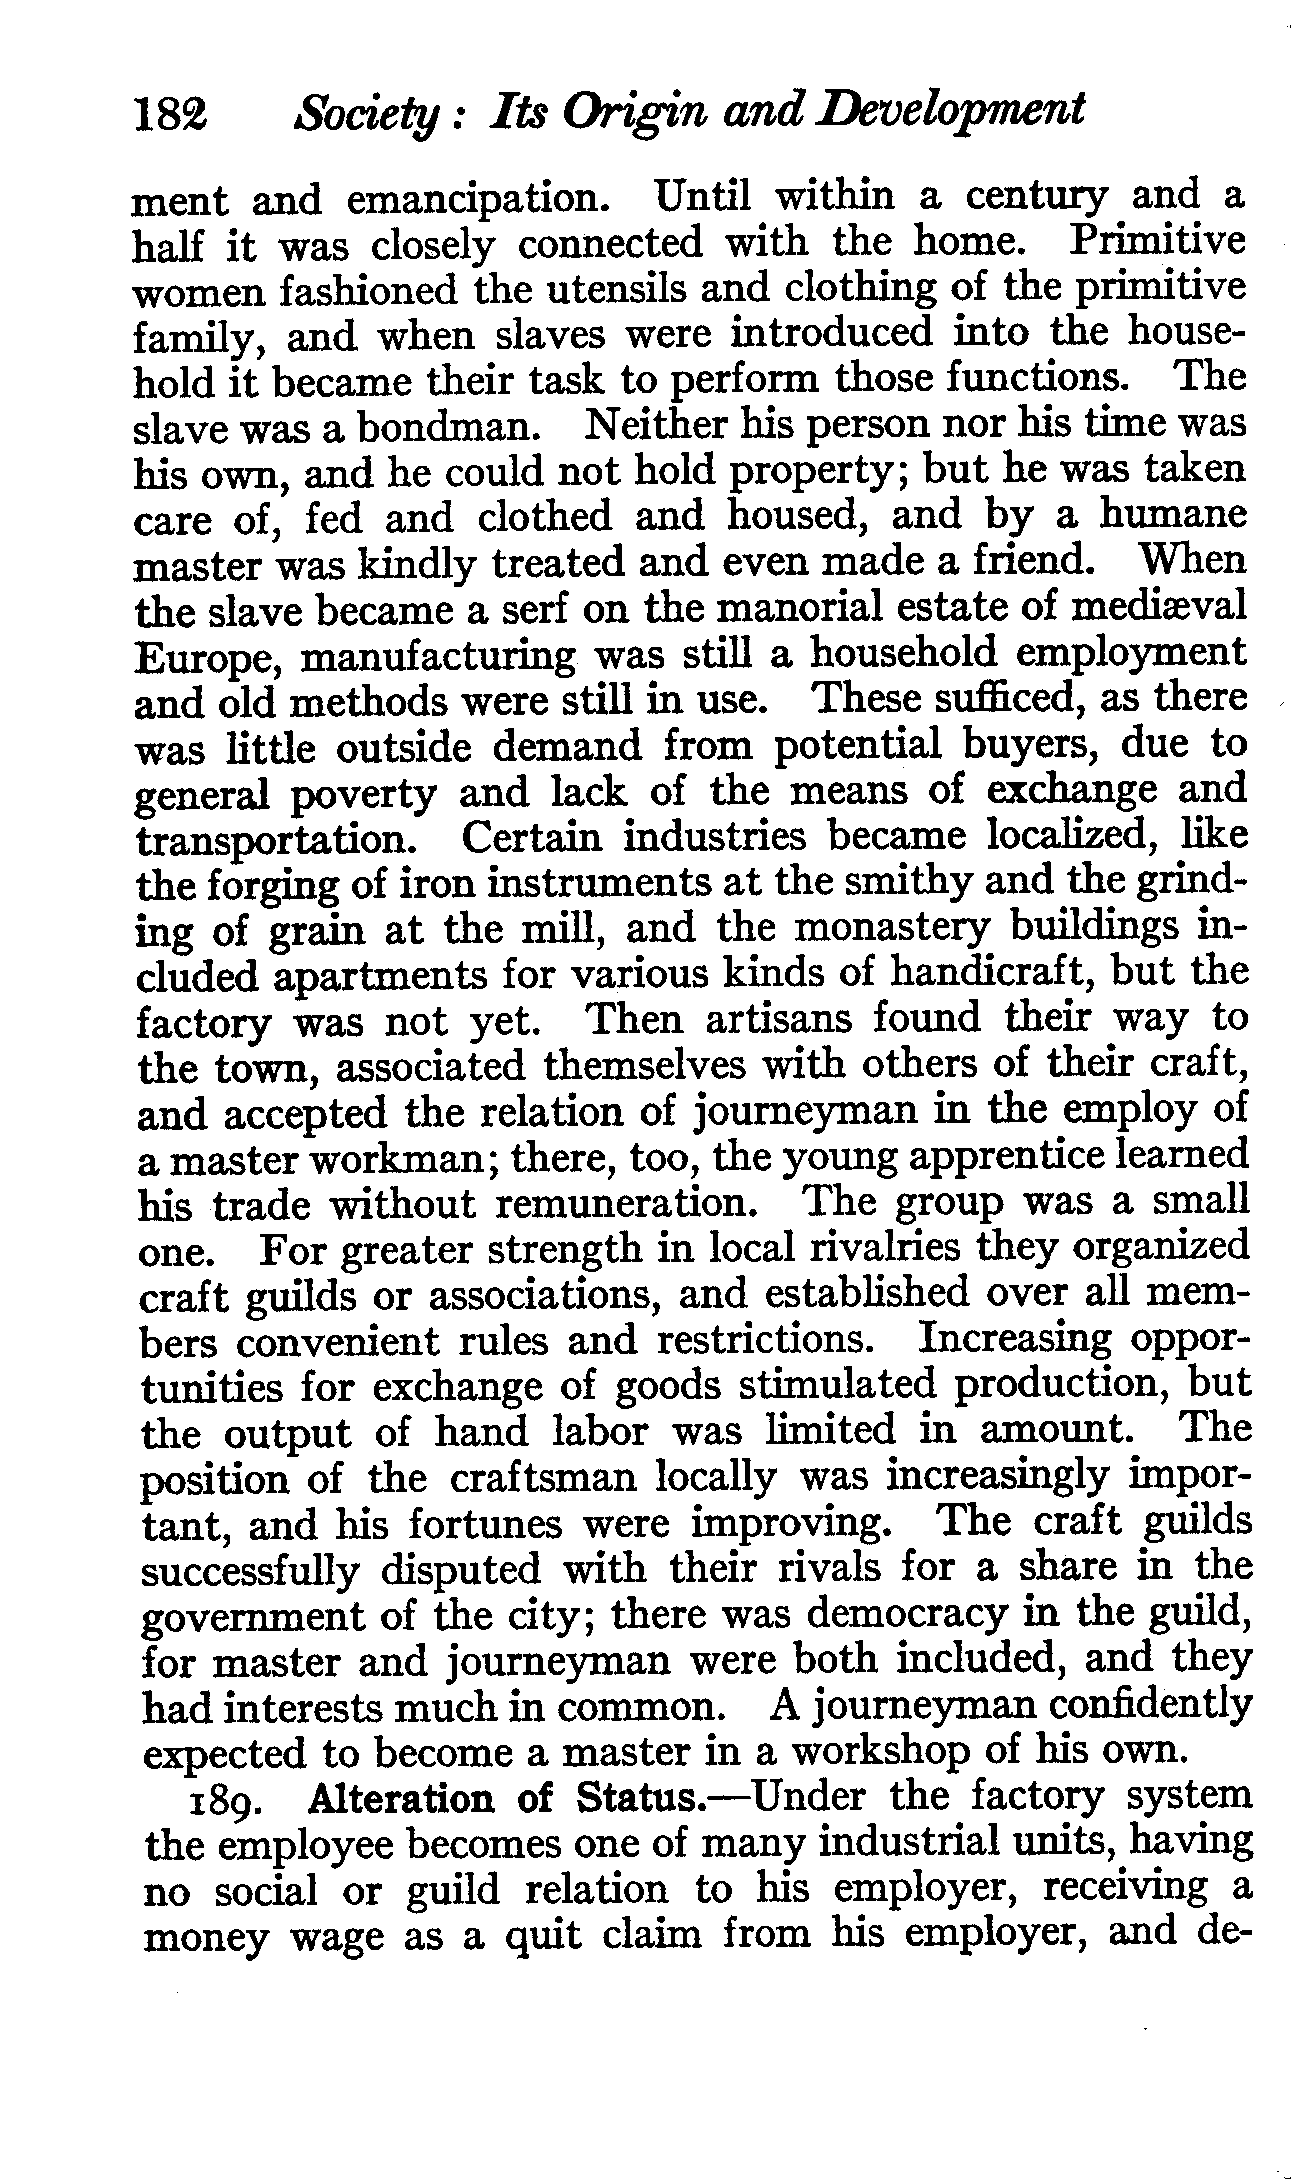 182 Society : Its Origin and Development
ment and emancipation. Until within a century and a
half it was closely connected with the home. Primitive
women fashioned the utensils and clothing of the primitive
family, and when slaves were introduced into the house-
hold it became their task to perform those functions. The
slave was a bondman. Neither his person nor his time was
his own, and he could not hold property; but he was taken
care of, fed and clothed and housed, and by a humane
master was kindly treated and even made a friend. When
the slave became a serf on the manorial estate of mediæval
Europe, manufacturing was still a household employment
and old methods were still in use. These sufficed, as there
was little outside demand from potential buyers, due to
general poverty and lack of the means of exchange and
transportation. Certain industries became localized, like
the forging of iron instruments at the smithy and the grind-
ing of grain at the mill, and the monastery buildings in-
cluded apartments for various kinds of handicraft, but the
factory was not yet. Then artisans found their way to
the town, associated themselves with others of their craft,
and accepted the relation of journeyman in the employ of
a master workman; there, too, the young apprentice learned
his trade without remuneration. The group was a small
one. For greater strength in local rivalries they organized
craft guilds or associations, and established over all mem-
bers convenient rules and restrictions. Increasing oppor-
tunities for exchange of goods stimulated production, but
the output of hand labor was limited in amount. The
position of the craftsman locally was increasingly impor-
tant, and his fortunes were improving. The craft guilds
successfully disputed with their rivals for a share in the
government of the city; there was democracy in the guild,
for master and journeyman were both included, and they
had interests much in common. A journeyman confidently
expected to become a master in a workshop of his own.
189. Alteration of Status.—Under the factory system
the employee becomes one of many industrial units, having
no social or guild relation to his employer, receiving a
money wage as a quit claim from his employer, and de-